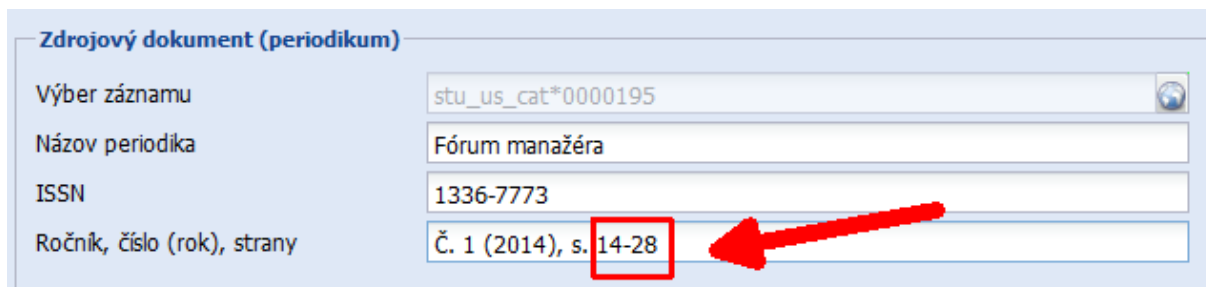 Zdrojový dokument (periodikum)
Výber záznamu stu_us_cat*0000195
Názov periodika Fórum manažéra
ISSN 1336-7773
Ročník, číslo (rok), strany Č. 1 (2014), s. 14-28